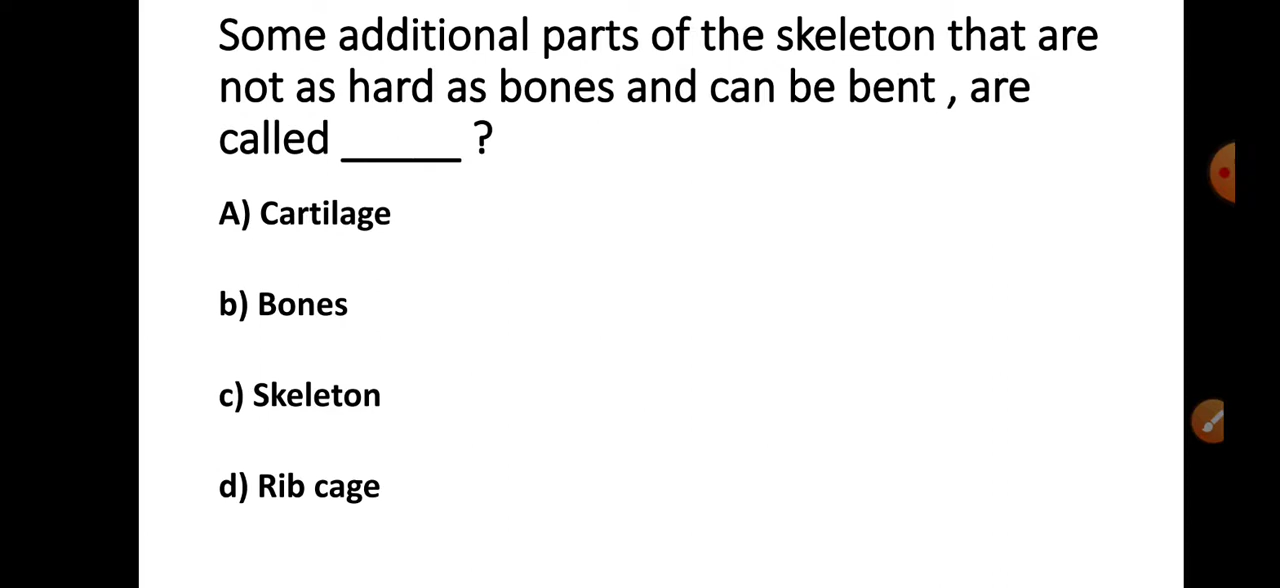 Some additional parts of the skeleton that are
not as hard as bones and can be bent , are
called ______ ?
A) Cartilage
b) Bones
c) Skeleton
d) Rib cage